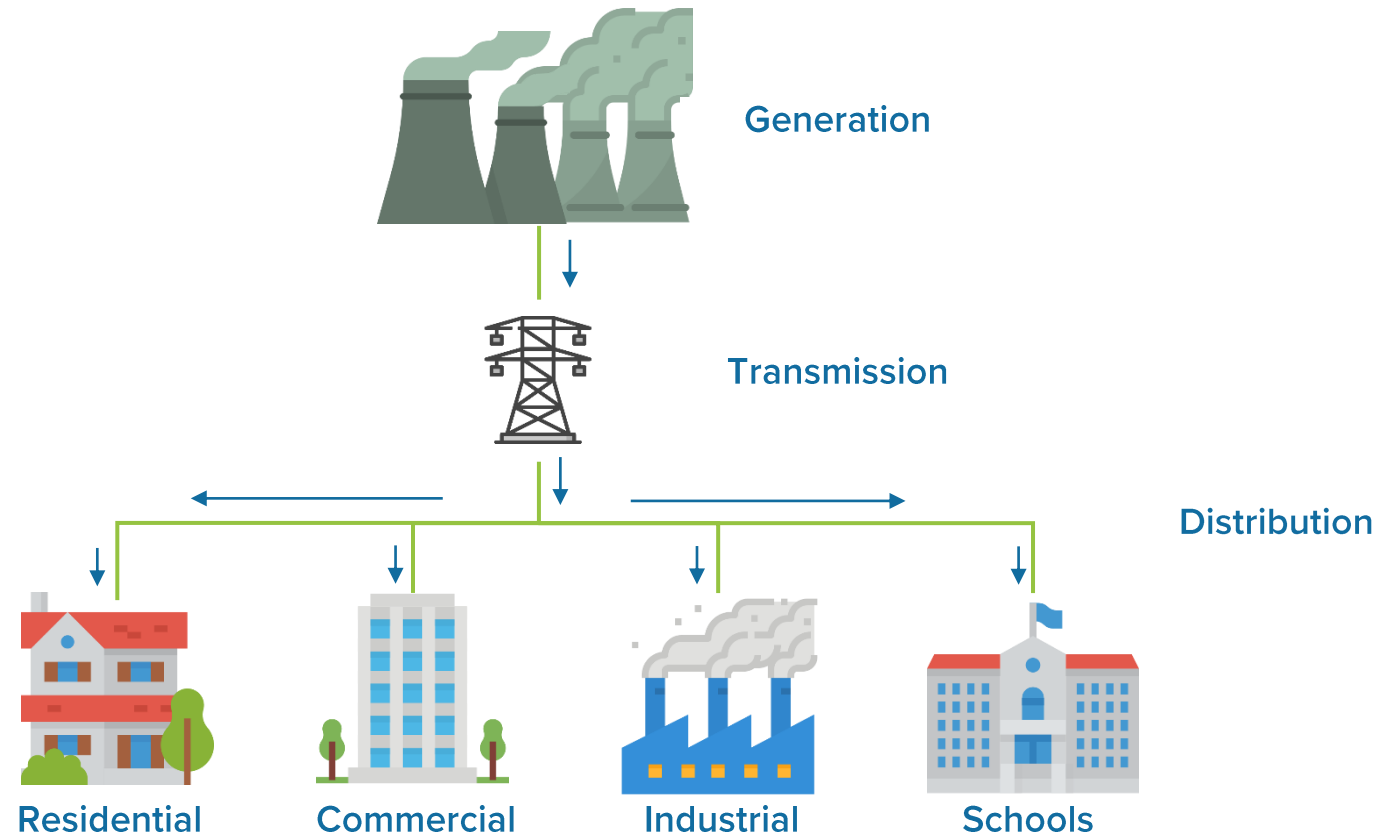 Generation
Transmission
Distribution
Residential
Commercial
Industrial
Schools